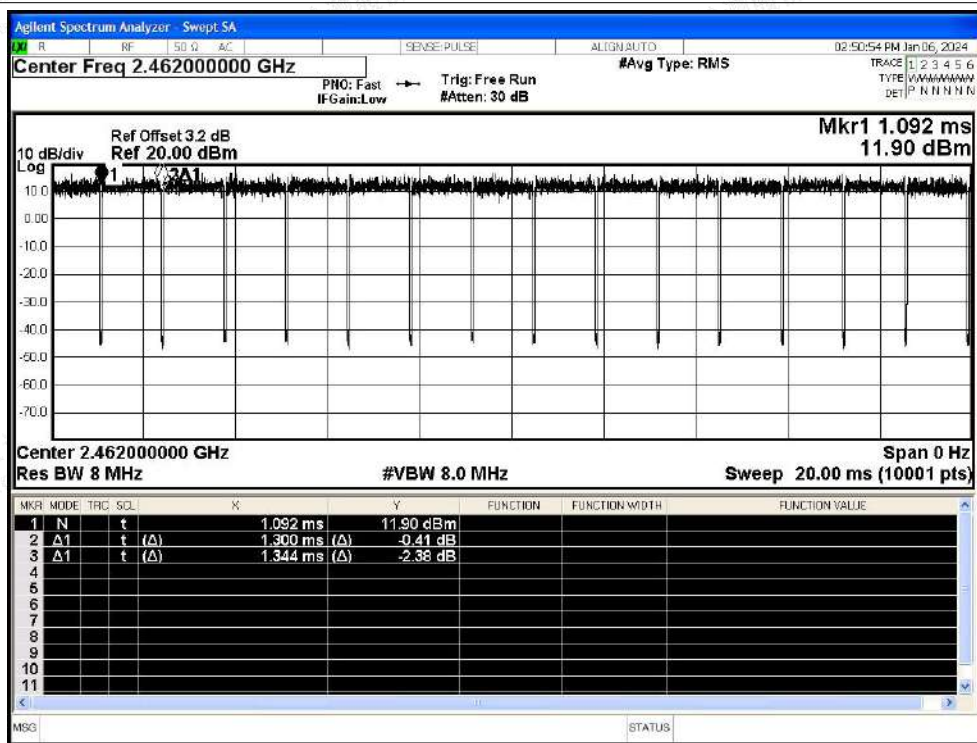 Agilent Spectrum Analyzer - Swept SA
LXI R RF 50 Ω AC SENSE:PULSE ALIGNAUTO 02:50:54 PM Jan 06, 2024
Center Freq 2.462000000 GHz
PNO: Fast
IFGain:Low
Trig: Free Run
#Atten: 30 dB
#Avg Type: RMS
TRACE 1 2 3 4 5 6
TYPE
DET P N N N N N
Mkr1 1.092 ms
11.90 dBm
Ref Offset 3.2 dB
10 dB/div Ref 20.00 dBm
Log
1
3Δ1
10.0
0.00
-10.0
-20.0
-30.0
-40.0
-50.0
-60.0
-70.0
Center 2.462000000 GHz Span 0 Hz
Res BW 8 MHz #VBW 8.0 MHz Sweep 20.00 ms (10001 pts)
MKR MODE TRC SCL X Y FUNCTION FUNCTION WIDTH FUNCTION VALUE
1 N t 1.092 ms 11.90 dBm
2 Δ1 t (Δ) 1.300 ms (Δ) -0.41 dB
3 Δ1 t (Δ) 1.344 ms (Δ) -2.38 dB
4
5
6
7
8
9
10
11
MSG STATUS